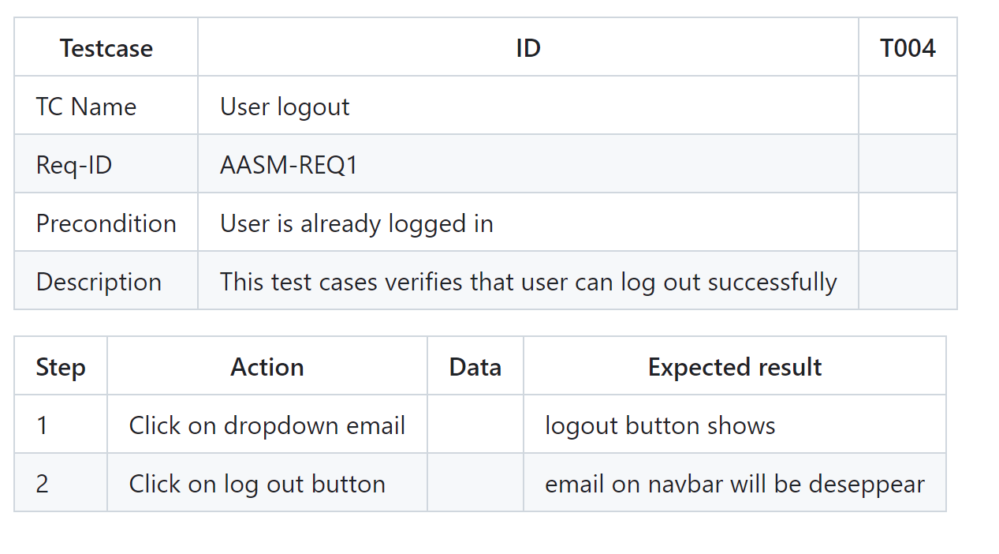 Testcase ID T004
TC Name User logout
Req-ID AASM-REQ1
Precondition User is already logged in
Description This test cases verifies that user can log out successfully
Step Action Data Expected result
1 Click on dropdown email logout button shows
2 Click on log out button email on navbar will be deseppear